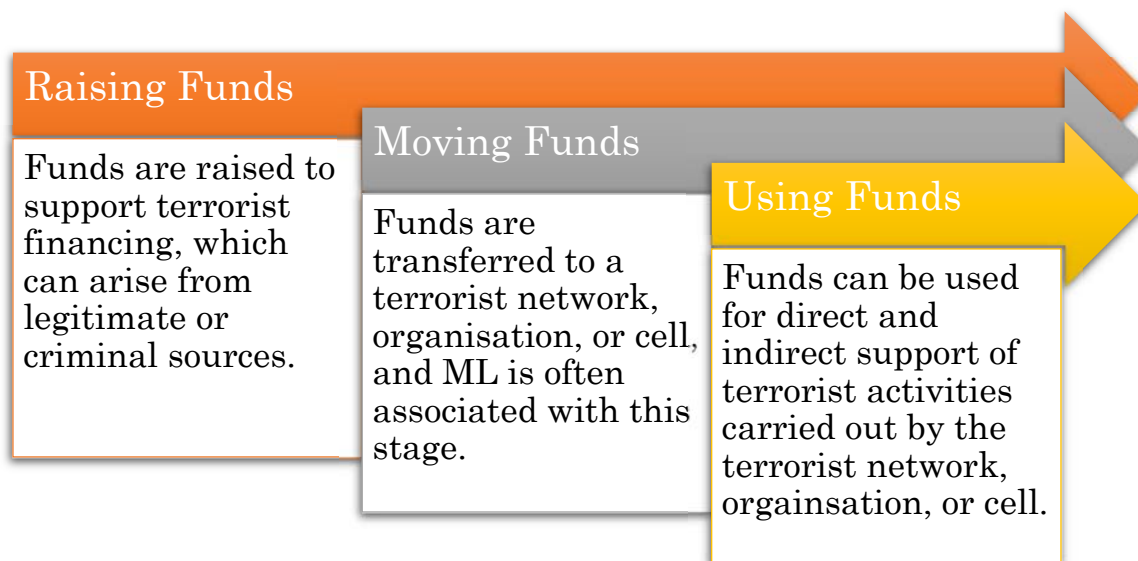 Raising Funds
Funds are raised to
support terrorist
financing, which
can arise from
legitimate or
criminal sources.
Moving Funds
Funds are
transferred to a
terrorist network,
organisation, or cell,
and ML is often
associated with this
stage.
Using Funds
Funds can be used
for direct and
indirect support of
terrorist activities
carried out by the
terrorist network,
orgainsation, or cell.